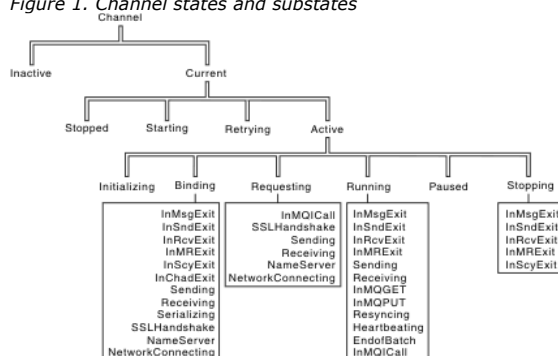 Figure 1. Channel states and substates
Channel
Inactive
Current
Stopped
Starting
Retrying
Active
Initializing
Binding
Requesting
Running
Paused
Stopping
InMsgExit
InSndExit
InRcvExit
InMRExit
InScyExit
InChadExit
Sending
Receiving
Serializing
SSLHandshake
NameServer
NetworkConnecting
InMQICall
SSLHandshake
Sending
Receiving
NameServer
NetworkConnecting
InMsgExit
InSndExit
InRcvExit
InMRExit
Sending
Receiving
InMQGET
InMQPUT
Resyncing
Heartbeating
EndofBatch
InMQICall
InMsgExit
InSndExit
InRcvExit
InMRExit
InScyExit